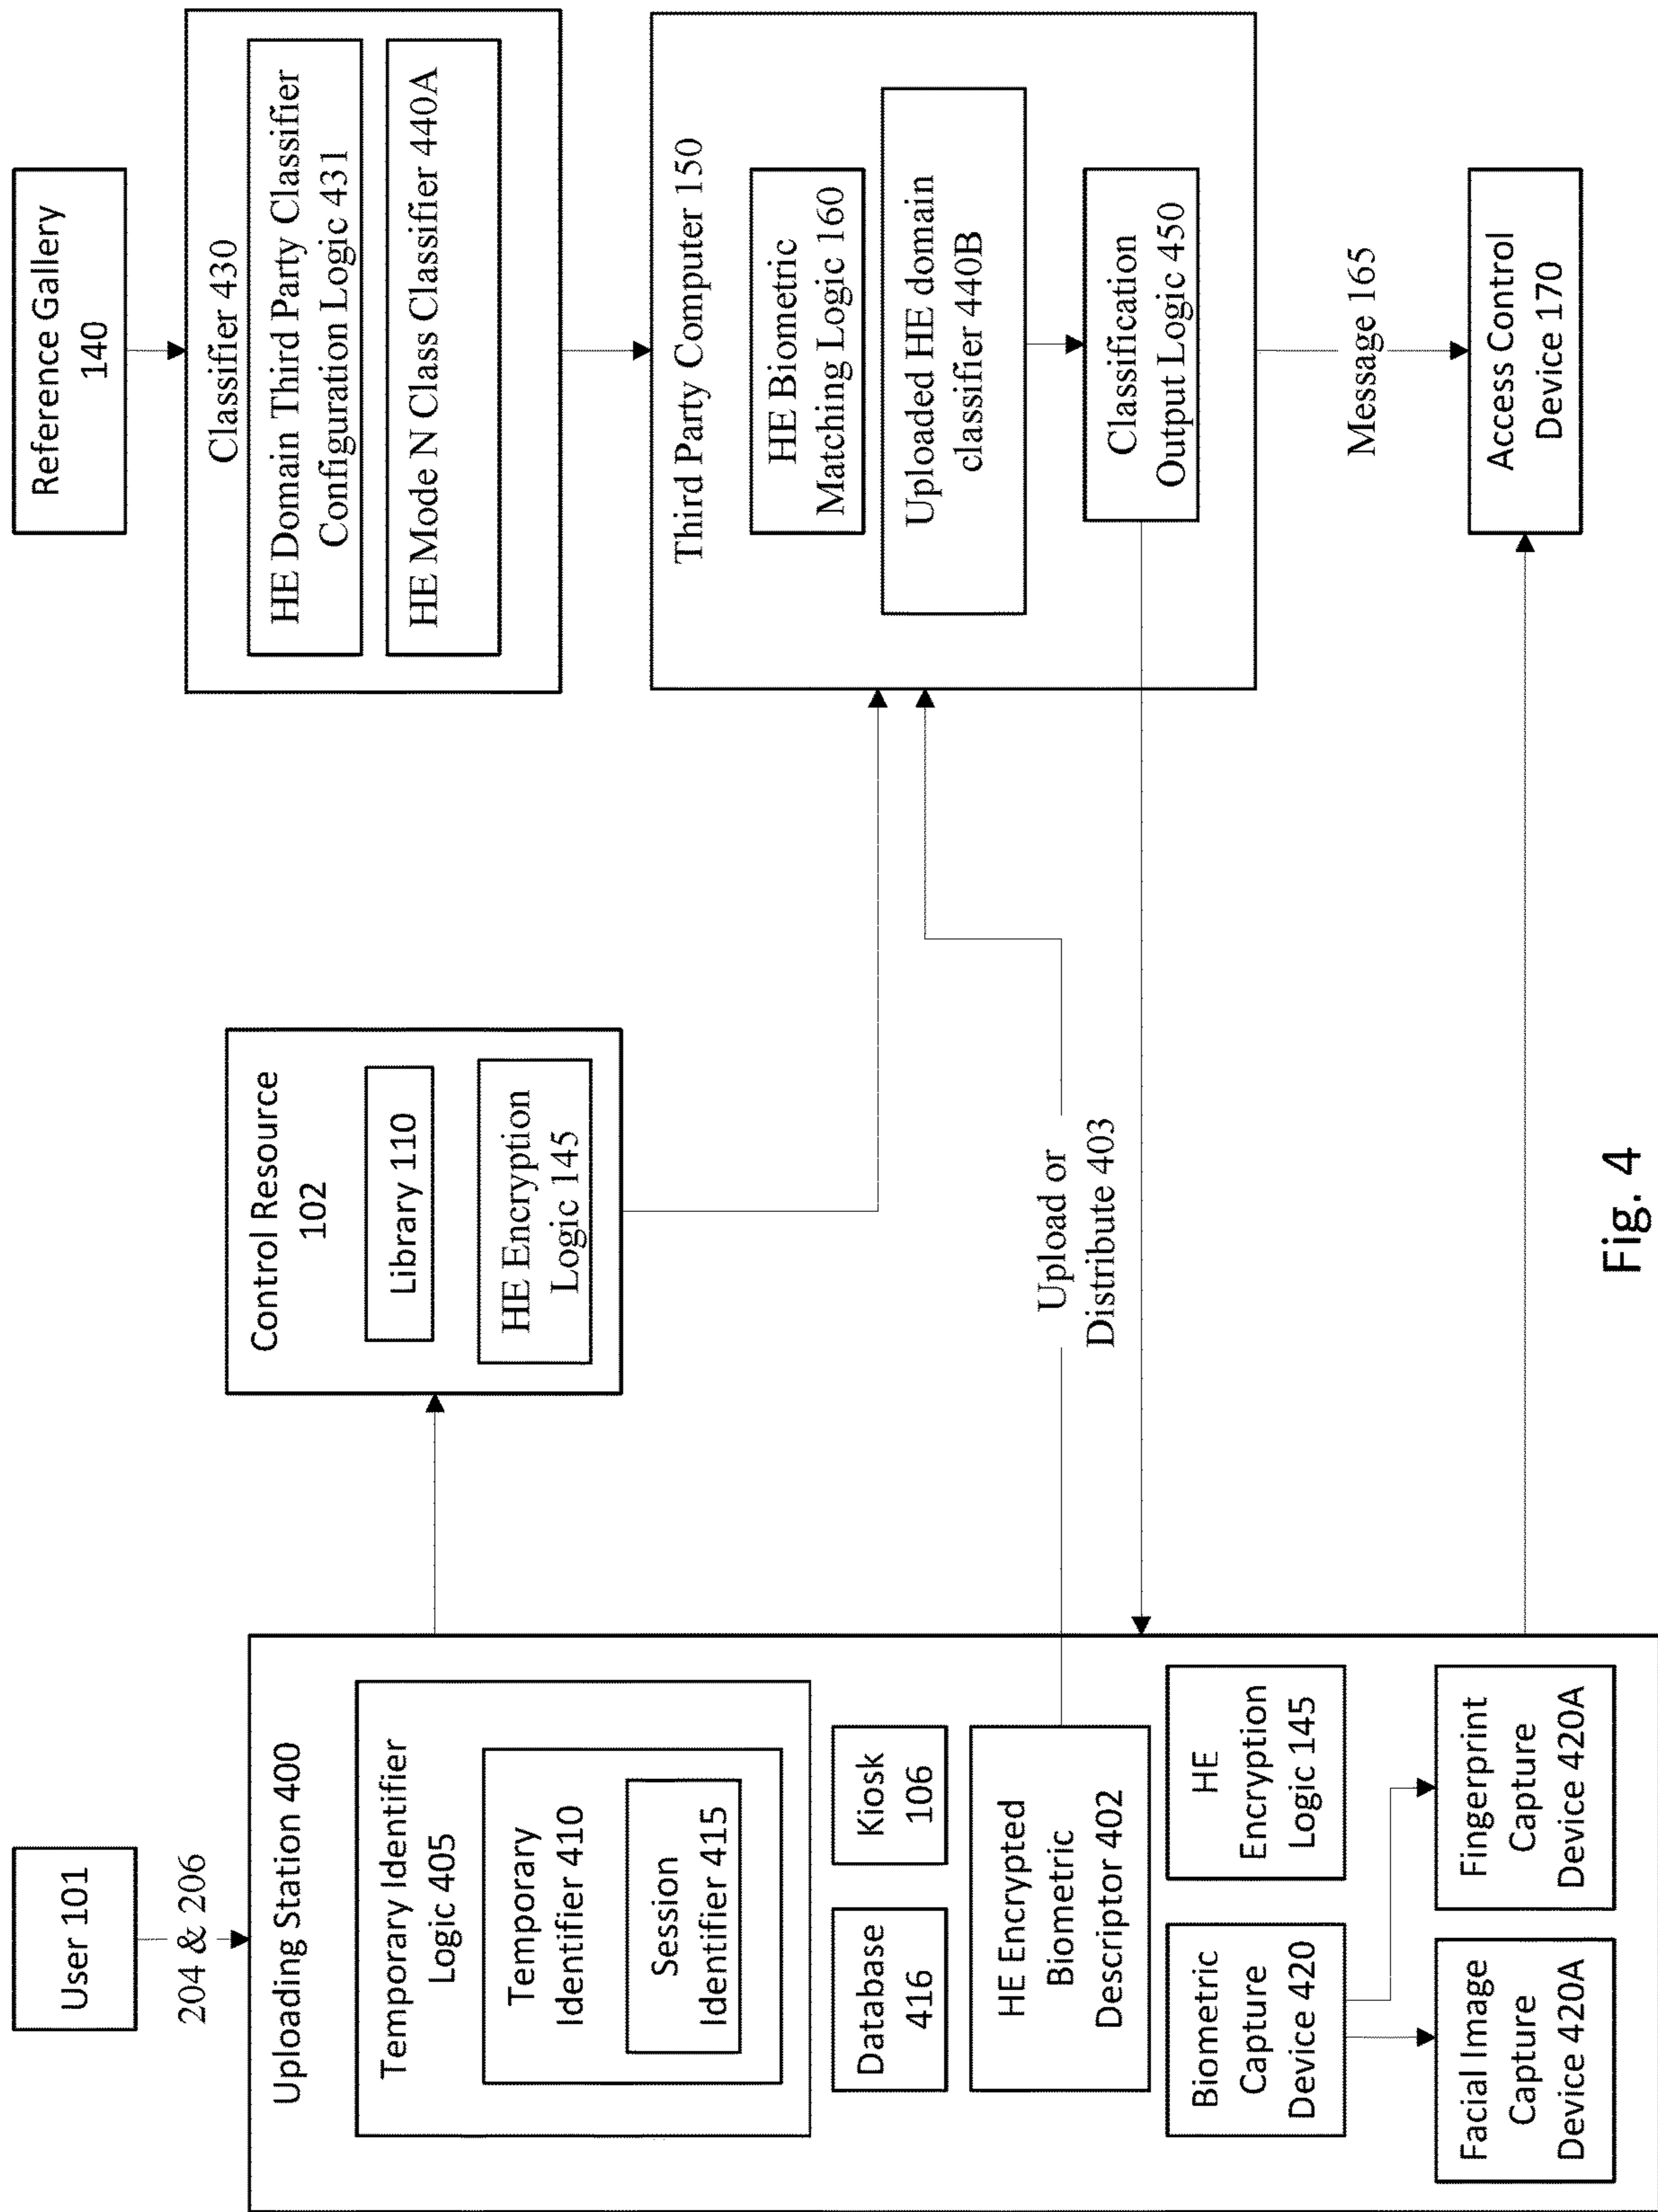 User 101
204 & 206
Uploading Station 400
Temporary Identifier
Logic 405
Temporary
Identifier 410
Session
Identifier 415
Database
416
Kiosk
106
HE Encrypted
Biometric
Descriptor 402
Biometric
Capture
Device 420
HE
Encryption
Logic 145
Facial Image
Capture
Device 420A
Fingerprint
Capture
Device 420A
Control Resource
102
Library 110
HE Encryption
Logic 145
Upload or
Distribute 403
Reference Gallery
140
Classifier 430
HE Domain Third Party Classifier
Configuration Logic 431
HE Mode N Class Classifier 440A
Third Party Computer 150
HE Biometric
Matching Logic 160
Uploaded HE domain
classifier 440B
Classification
Output Logic 450
Message 165
Access Control
Device 170
Fig. 4